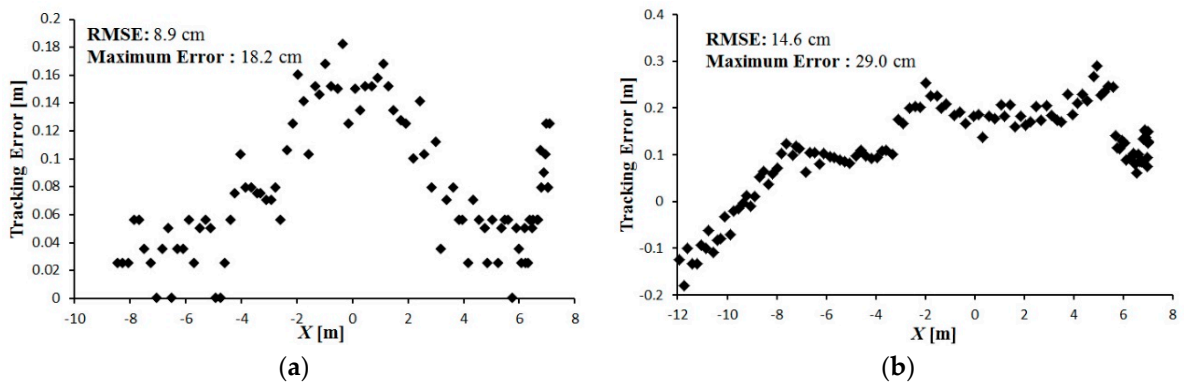 0.2
RMSE: 8.9 cm
0.18
Maximum Error : 18.2 cm
0.16
0.14
0.12
0.1
0.08
0.06
0.04
0.02
0
Tracking Error [m]
-10 -8 -6 -4 -2 0 2 4 6 8
X [m]
(a)
0.4
RMSE: 14.6 cm
Maximum Error : 29.0 cm
0.3
0.2
0.1
0
-0.1
-0.2
Tracking Error [m]
-12 -10 -8 -6 -4 -2 0 2 4 6 8
X [m]
(b)